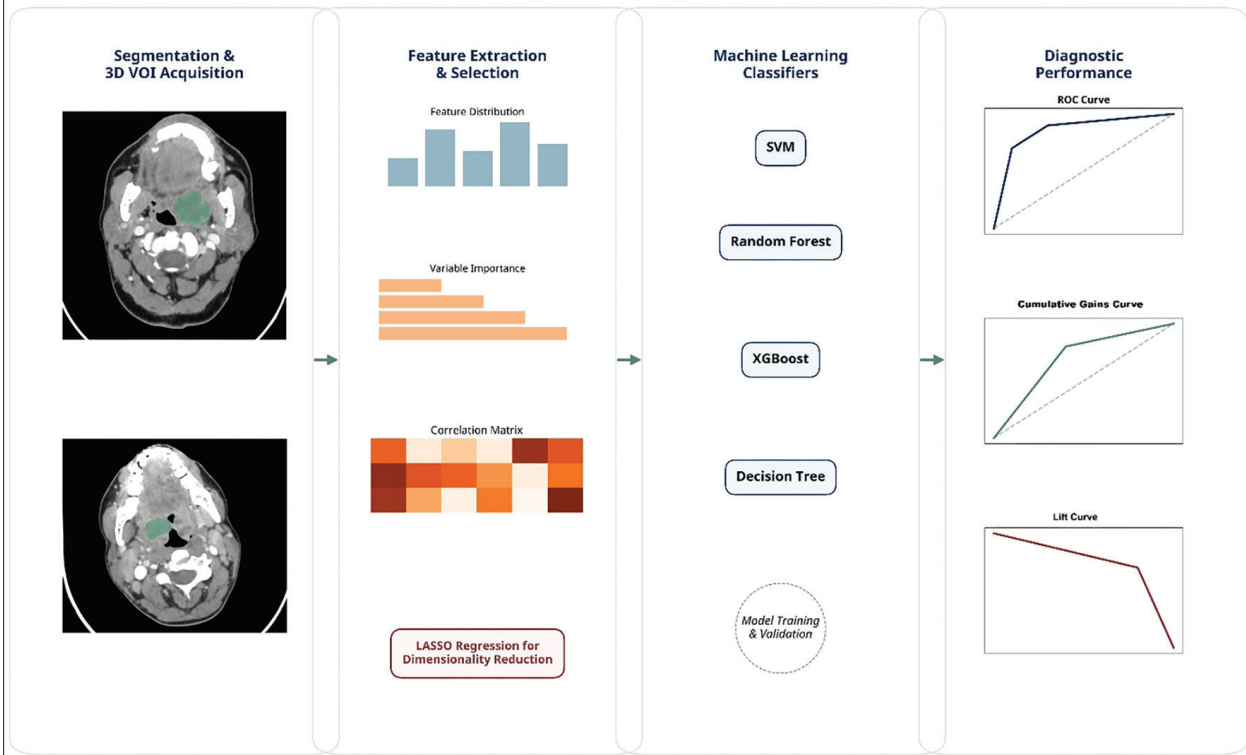 Segmentation &
3D VOI Acquisition
Feature Extraction
& Selection
Feature Distribution
Variable Importance
Correlation Matrix
LASSO Regression for
Dimensionality Reduction
Machine Learning
Classifiers
SVM
Random Forest
XGBoost
Decision Tree
Model Training
& Validation
Diagnostic
Performance
ROC Curve
Cumulative Gains Curve
Lift Curve